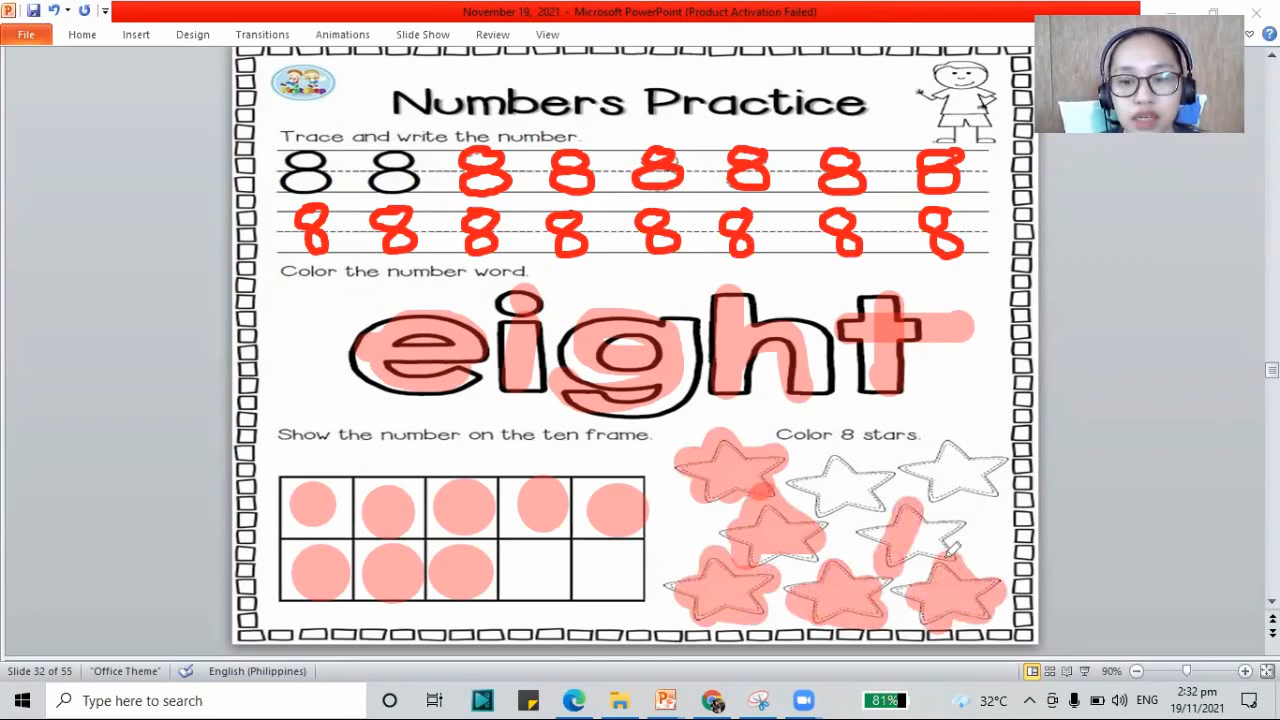 November 19, 2021 - Microsoft PowerPoint (Product Activation Failed)
File Home Insert Design Transitions Animations Slide Show Review View
Numbers Practice
Trace and write the number.
8 8 8 8 8 8 8 8
8 8 8 8 8 8 8 8
Color the number word.
eight
Show the number on the ten frame.
Color 8 stars.
Slide 32 of 55 "Office Theme" English (Philippines) 90%
Type here to search 81% 32°C ENG 2:32 pm
19/11/2021